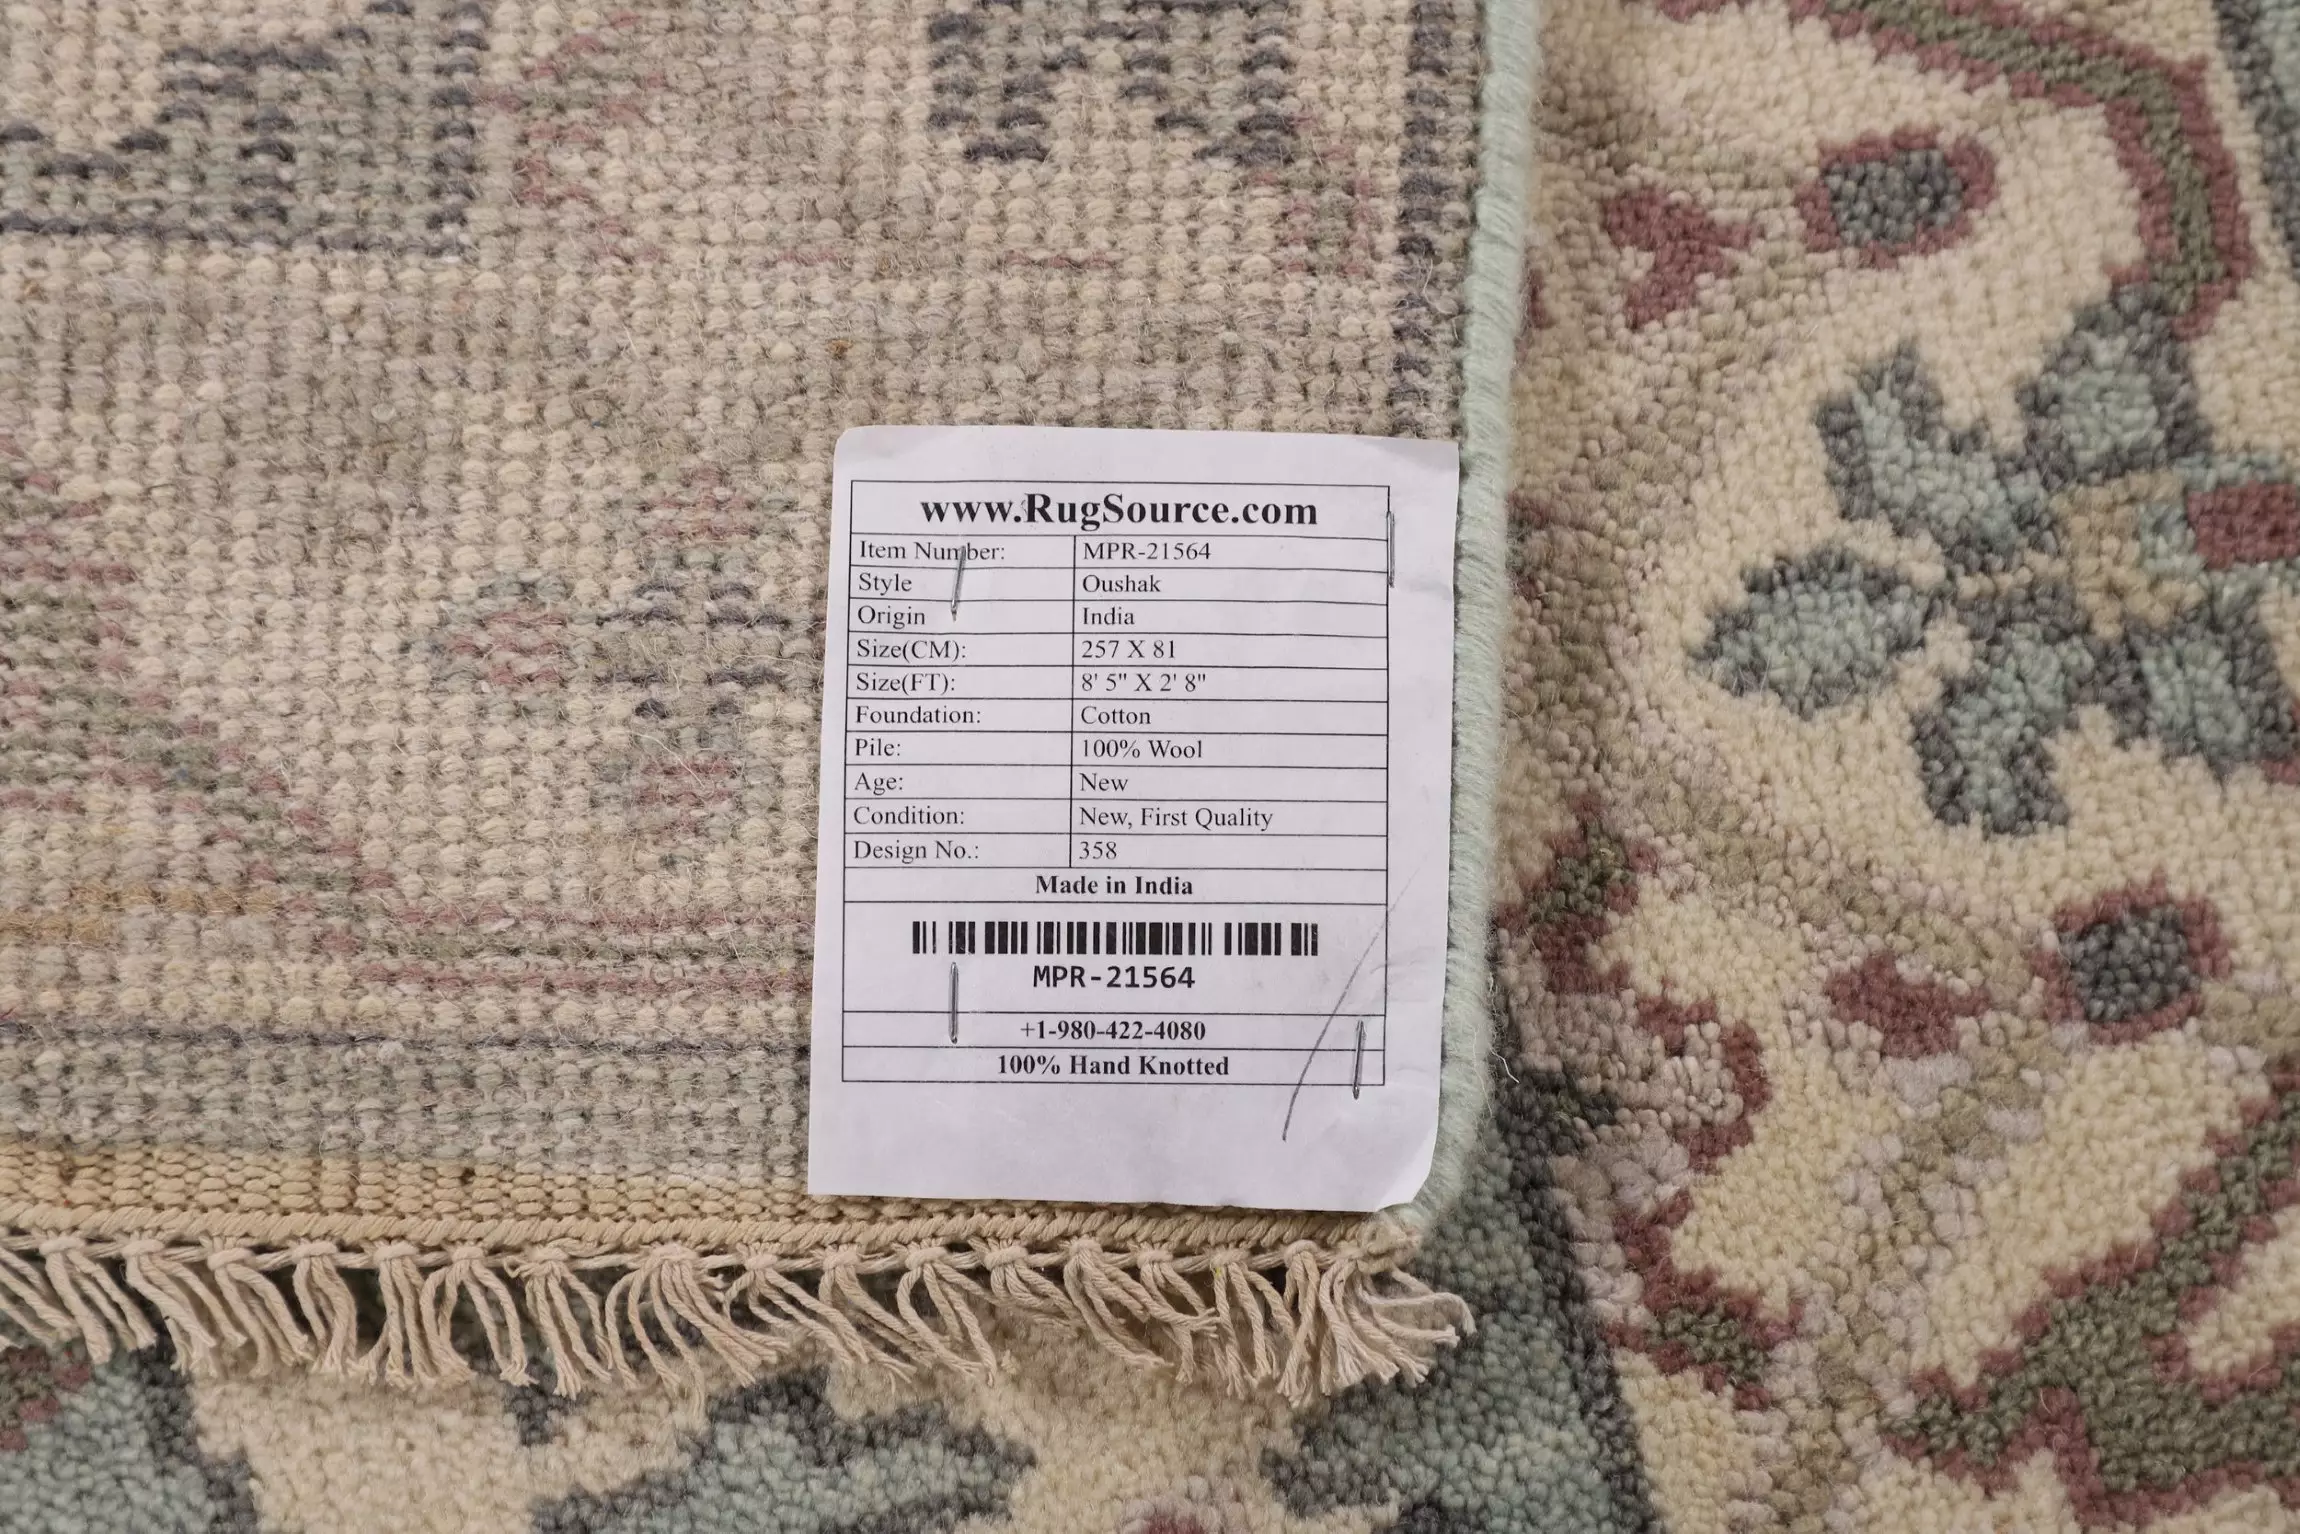 www.RugSource.com
Item Number: MPR-21564
Style Oushak
Origin India
Size(CM): 257 X 81
Size(FT): 8' 5" X 2' 8"
Foundation: Cotton
Pile: 100% Wool
Age: New
Condition: New, First Quality
Design No.: 358
Made in India
MPR-21564
+1-980-422-4080
100% Hand Knotted